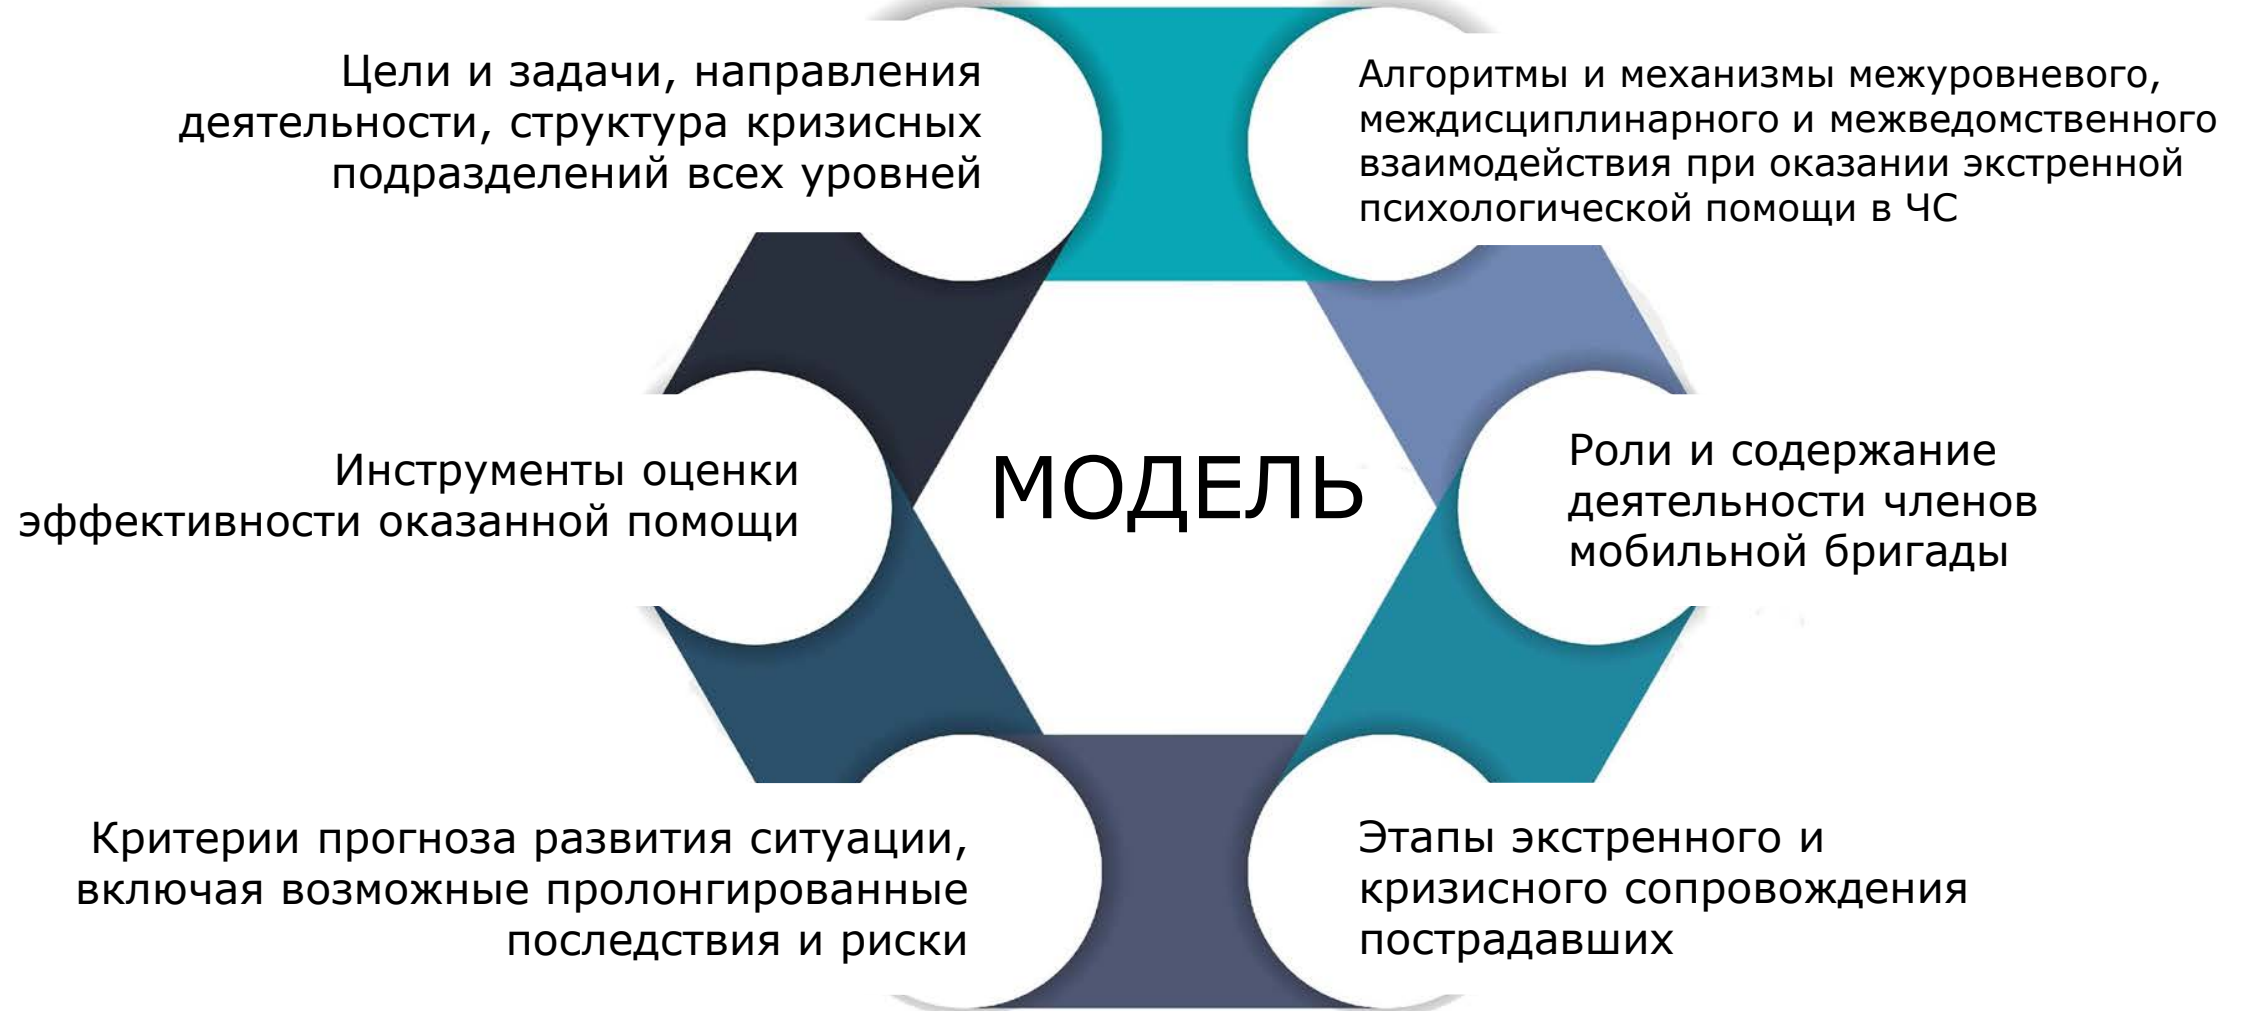 Цели и задачи, направления
деятельности, структура кризисных
подразделений всех уровней
Алгоритмы и механизмы межуровневого,
междисциплинарного и межведомственного
взаимодействия при оказании экстренной
психологической помощи в ЧС
Инструменты оценки
эффективности оказанной помощи
МОДЕЛЬ
Роли и содержание
деятельности членов
мобильной бригады
Критерии прогноза развития ситуации,
включая возможные пролонгированные
последствия и риски
Этапы экстренного и
кризисного сопровождения
пострадавших